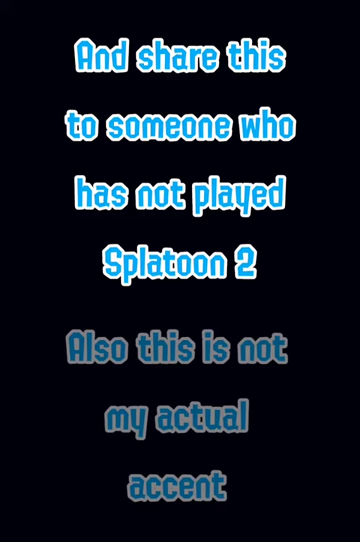 And share this
to someone who
has not played
Splatoon 2
Also this is not
my actual
accent